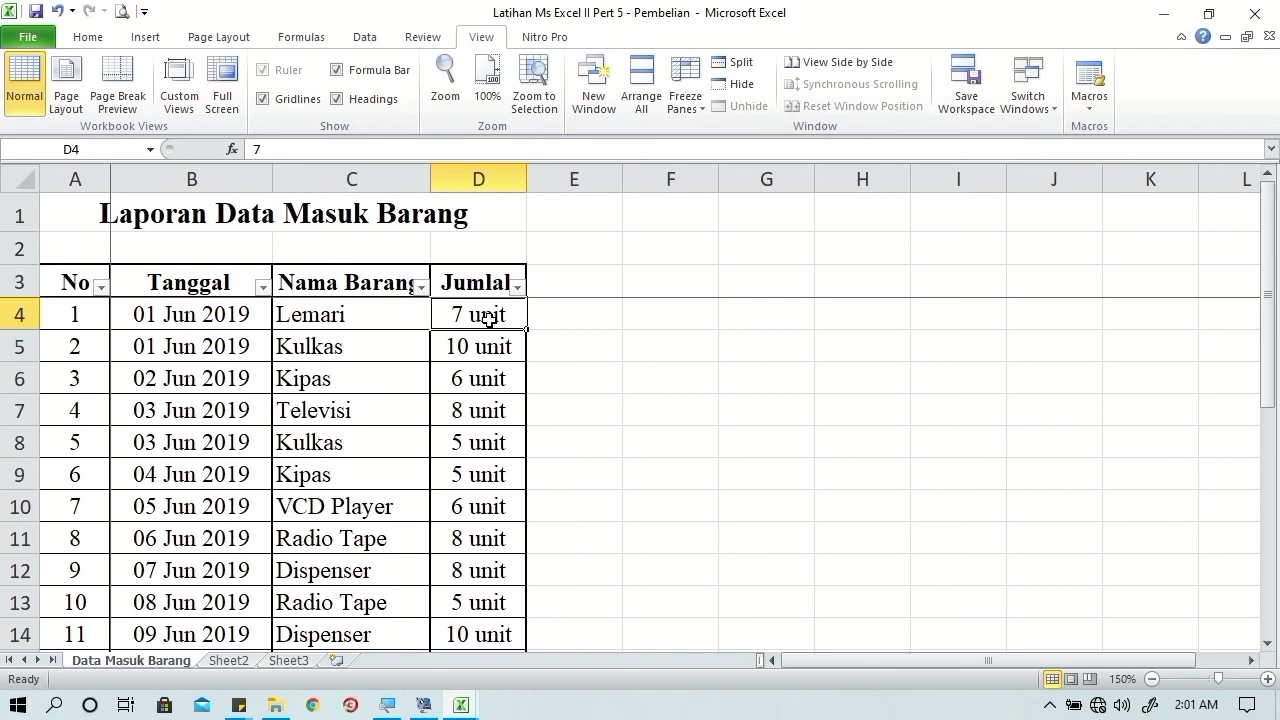 Latihan Ms Excel II Pert 5 - Pembelian - Microsoft Excel
File Home Insert Page Layout Formulas Data Review View Nitro Pro
Normal
Page Layout
Page Break Preview
Custom Views
Full Screen
Workbook Views
Ruler
Formula Bar
Gridlines
Headings
Show
Zoom
100%
Zoom to Selection
Zoom
New Window
Arrange All
Freeze Panes
Split
Hide
Unhide
View Side by Side
Synchronous Scrolling
Reset Window Position
Window
Save Workspace
Switch Windows
Macros
Macros
D4 fx 7
A B C D E F G H I J K L
1 Laporan Data Masuk Barang
2
3 No Tanggal Nama Barang Jumlal
4 1 01 Jun 2019 Lemari 7 unit
5 2 01 Jun 2019 Kulkas 10 unit
6 3 02 Jun 2019 Kipas 6 unit
7 4 03 Jun 2019 Televisi 8 unit
8 5 03 Jun 2019 Kulkas 5 unit
9 6 04 Jun 2019 Kipas 5 unit
10 7 05 Jun 2019 VCD Player 6 unit
11 8 06 Jun 2019 Radio Tape 8 unit
12 9 07 Jun 2019 Dispenser 8 unit
13 10 08 Jun 2019 Radio Tape 5 unit
14 11 09 Jun 2019 Dispenser 10 unit
Data Masuk Barang Sheet2 Sheet3
Ready 150%
2:01 AM